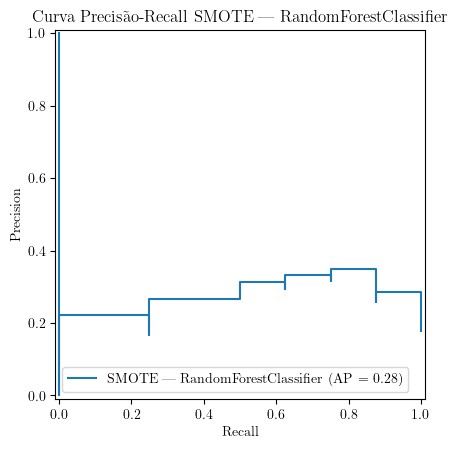 Curva Precisão-Recall SMOTE — RandomForestClassifier
1.0
0.8
0.6
0.4
0.2
0.0
Precision
SMOTE — RandomForestClassifier (AP = 0.28)
0.0 0.2 0.4 0.6 0.8 1.0
Recall